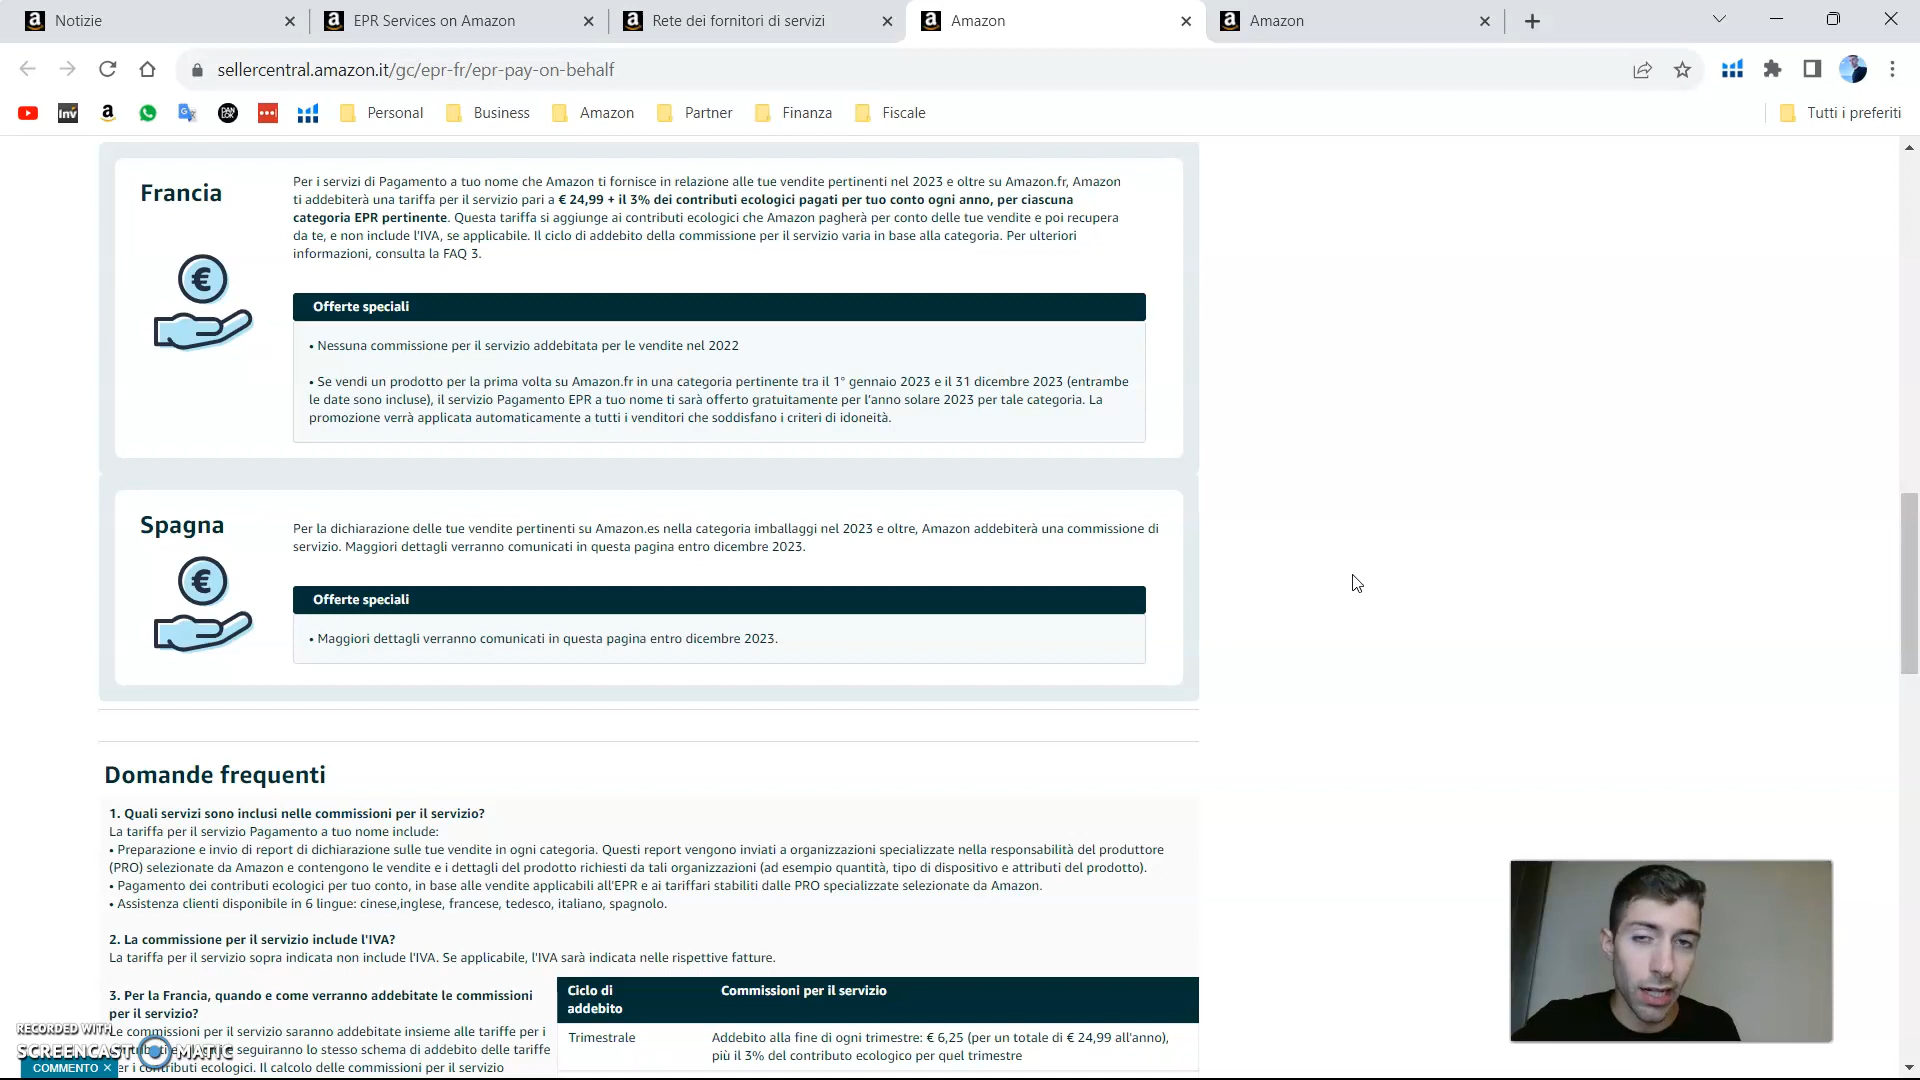 Notizie
EPR Services on Amazon
Rete dei fornitori di servizi
Amazon
Amazon
sellercentral.amazon.it/gc/epr-fr/epr-pay-on-behalf
Inv
DAN LOK
Personal
Business
Amazon
Partner
Finanza
Fiscale
Tutti i preferiti
Francia
Per i servizi di Pagamento a tuo nome che Amazon ti fornisce in relazione alle tue vendite pertinenti nel 2023 e oltre su Amazon.fr, Amazon
ti addebiterà una tariffa per il servizio pari a € 24,99 + il 3% dei contributi ecologici pagati per tuo conto ogni anno, per ciascuna
categoria EPR pertinente. Questa tariffa si aggiunge ai contributi ecologici che Amazon pagherà per conto delle tue vendite e poi recupera
da te, e non include l'IVA, se applicabile. Il ciclo di addebito della commissione per il servizio varia in base alla categoria. Per ulteriori
informazioni, consulta la FAQ 3.
€
Offerte speciali
• Nessuna commissione per il servizio addebitata per le vendite nel 2022
• Se vendi un prodotto per la prima volta su Amazon.fr in una categoria pertinente tra il 1° gennaio 2023 e il 31 dicembre 2023 (entrambe
le date sono incluse), il servizio Pagamento EPR a tuo nome ti sarà offerto gratuitamente per l'anno solare 2023 per tale categoria. La
promozione verrà applicata automaticamente a tutti i venditori che soddisfano i criteri di idoneità.
Spagna
Per la dichiarazione delle tue vendite pertinenti su Amazon.es nella categoria imballaggi nel 2023 e oltre, Amazon addebiterà una commissione di
servizio. Maggiori dettagli verranno comunicati in questa pagina entro dicembre 2023.
€
Offerte speciali
• Maggiori dettagli verranno comunicati in questa pagina entro dicembre 2023.
Domande frequenti
1. Quali servizi sono inclusi nelle commissioni per il servizio?
La tariffa per il servizio Pagamento a tuo nome include:
• Preparazione e invio di report di dichiarazione sulle tue vendite in ogni categoria. Questi report vengono inviati a organizzazioni specializzate nella responsabilità del produttore
(PRO) selezionate da Amazon e contengono le vendite e i dettagli del prodotto richiesti da tali organizzazioni (ad esempio quantità, tipo di dispositivo e attributi del prodotto).
• Pagamento dei contributi ecologici per tuo conto, in base alle vendite applicabili all'EPR e ai tariffari stabiliti dalle PRO specializzate selezionate da Amazon.
• Assistenza clienti disponibile in 6 lingue: cinese,inglese, francese, tedesco, italiano, spagnolo.
2. La commissione per il servizio include l'IVA?
La tariffa per il servizio sopra indicata non include l'IVA. Se applicabile, l'IVA sarà indicata nelle rispettive fatture.
3. Per la Francia, quando e come verranno addebitate le commissioni
per il servizio?
Le commissioni per il servizio saranno addebitate insieme alle tariffe per i
seguiranno lo stesso schema di addebito delle tariffe
contributi ecologici. Il calcolo delle commissioni per il servizio
Ciclo di
addebito
Commissioni per il servizio
Trimestrale
Addebito alla fine di ogni trimestre: € 6,25 (per un totale di € 24,99 all'anno),
più il 3% del contributo ecologico per quel trimestre
RECORDED WITH
SCREENCAST MATIC
COMMENTO ×